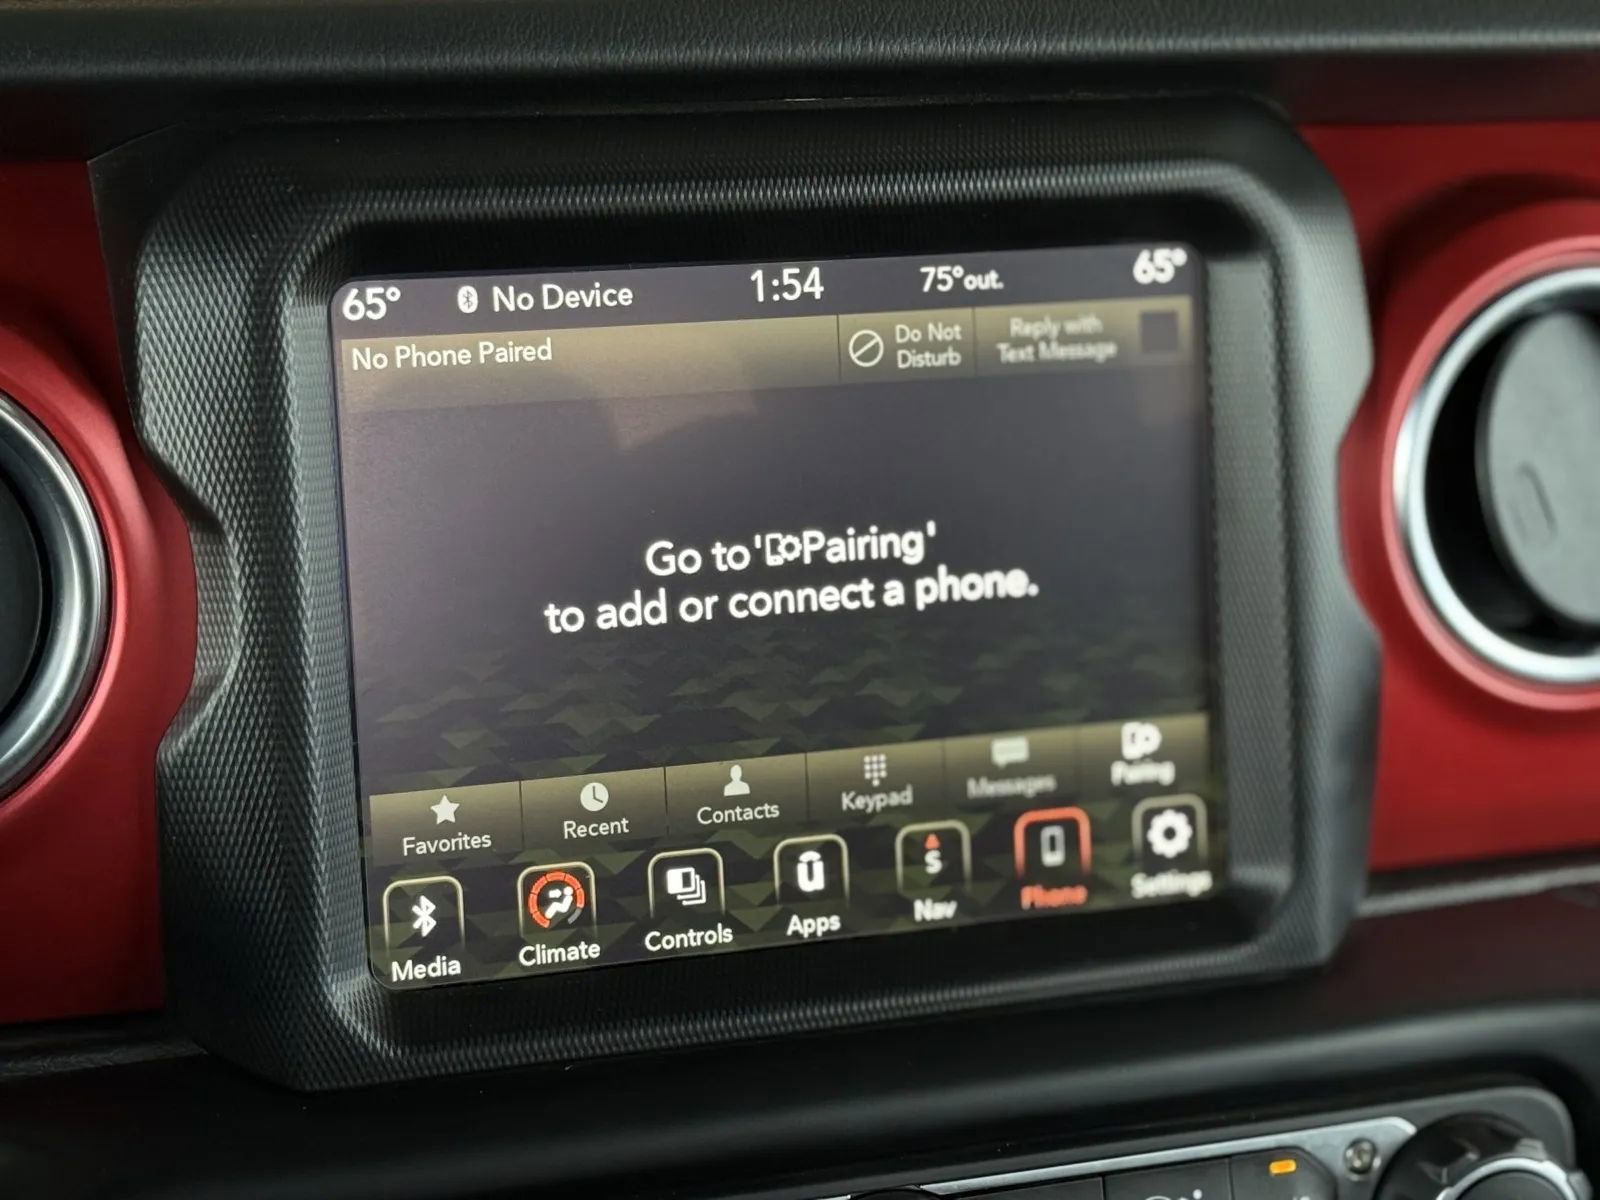 65° No Device 1:54 75°out. 65°
No Phone Paired
Do Not
Disturb
Reply with
Text Message
Go to 'Pairing'
to add or connect a phone.
Favorites Recent Contacts Keypad Messages Pairing
Media Climate Controls Apps Nav Phone Settings